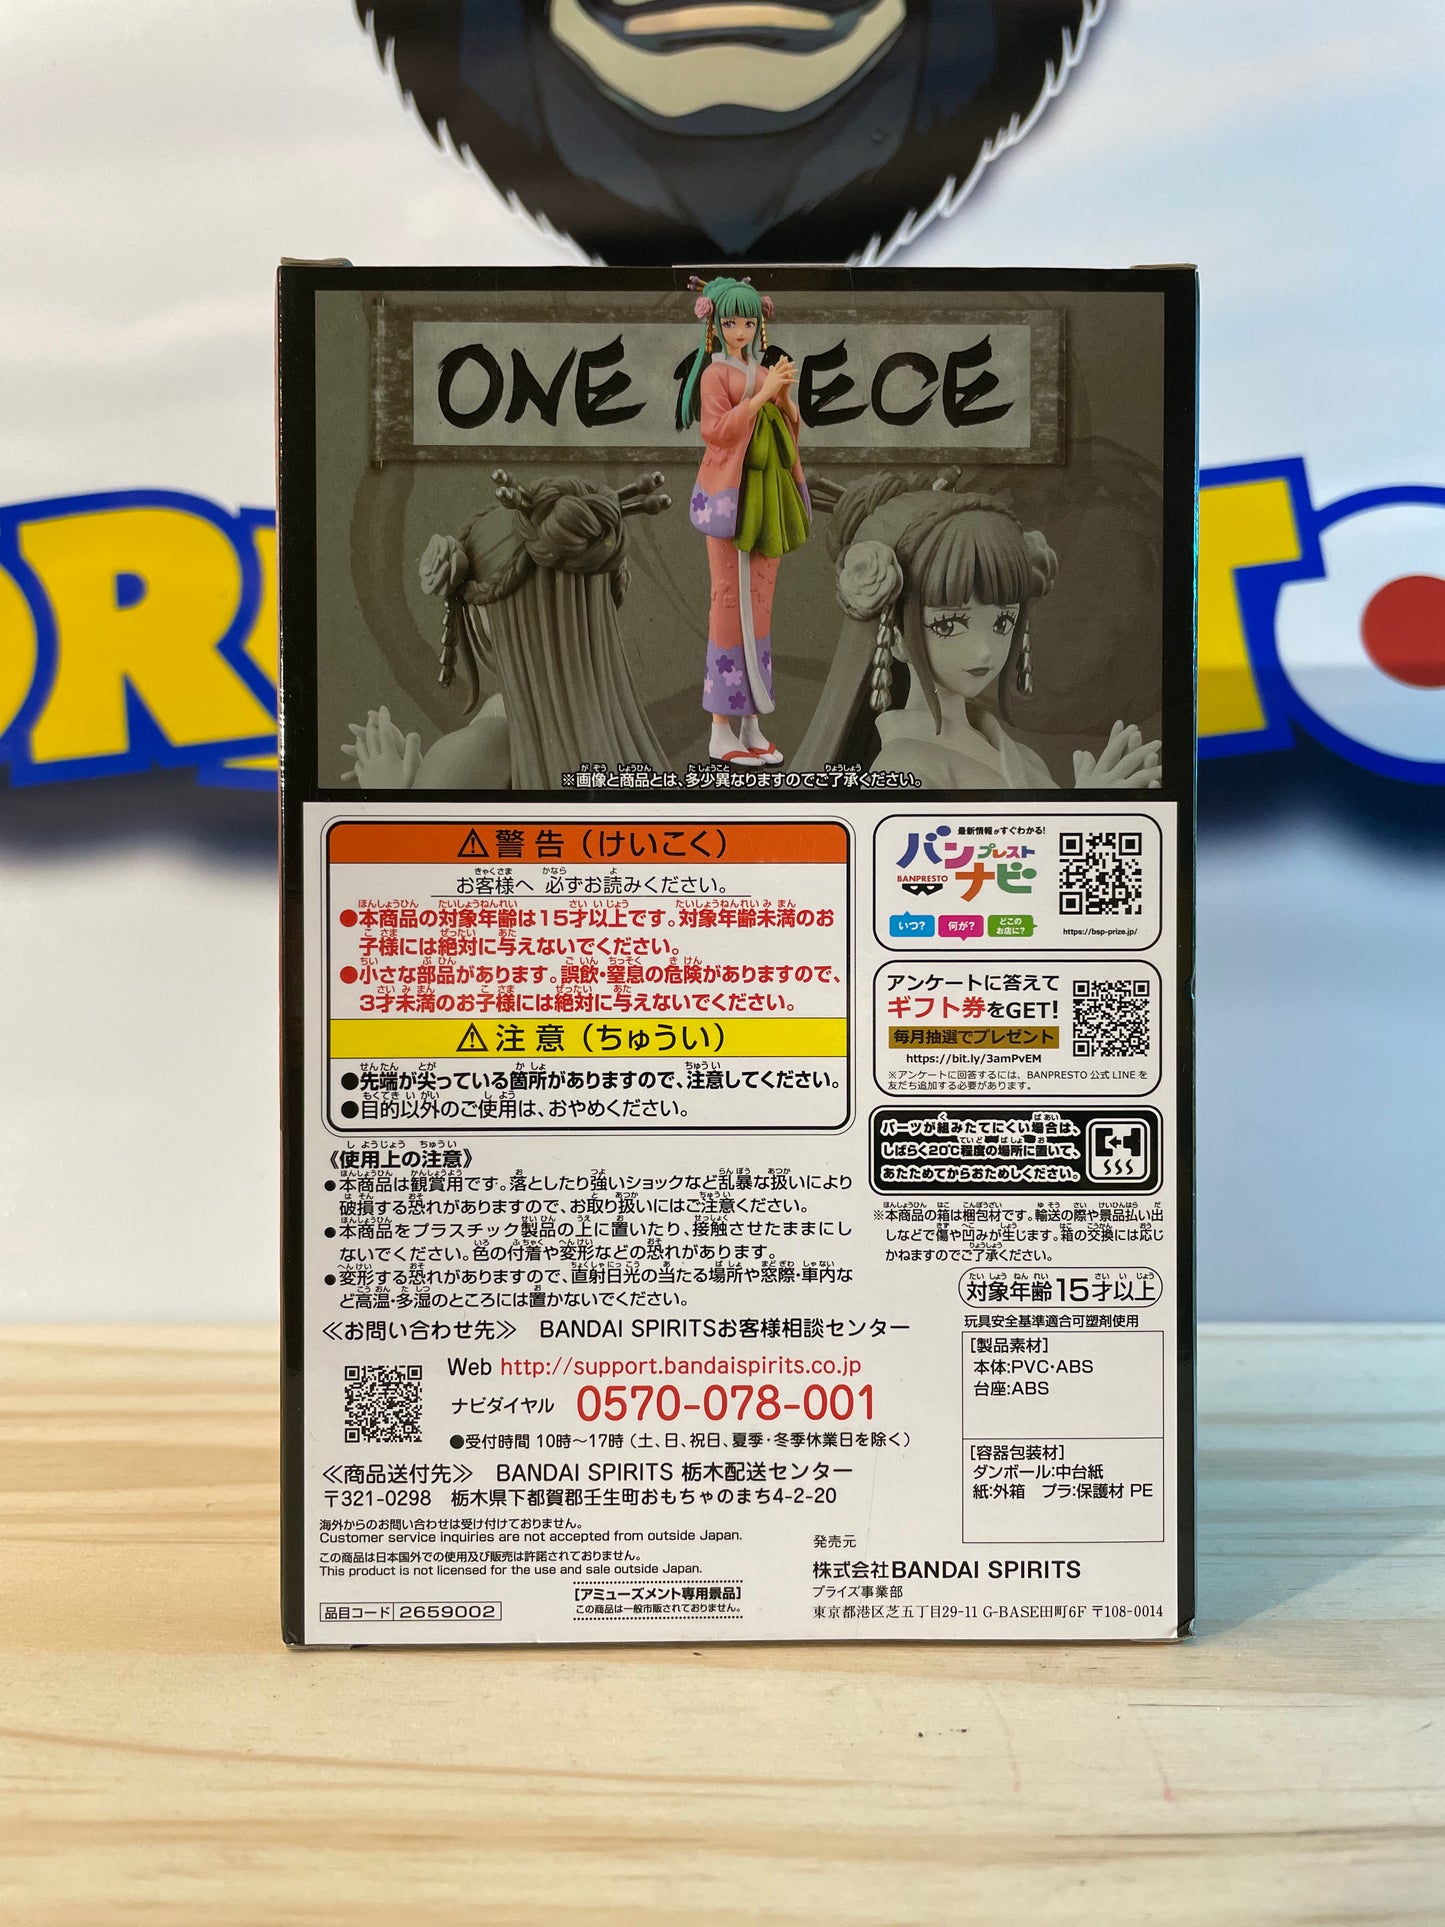 ONE PIECE
※画像と商品とは、多少異なりますのでご了承ください。
⚠警告（けいこく）
お客様へ 必ずお読みください。
●本商品の対象年齢は15才以上です。対象年齢未満のお
子様には絶対に与えないでください。
●小さな部品があります。誤飲・窒息の危険がありますので、
3才未満のお子様には絶対に与えないでください。
⚠注意（ちゅうい）
●先端が尖っている箇所がありますので、注意してください。
●目的以外のご使用は、おやめください。
《使用上の注意》
●本商品は観賞用です。落としたり強いショックなど乱暴な扱いにより
破損する恐れがありますので、お取り扱いにはご注意ください。
●本商品をプラスチック製品の上に置いたり、接触させたままにし
ないでください。色の付着や変形などの恐れがあります。
●変形する恐れがありますので、直射日光の当たる場所や窓際・車内な
ど高温・多湿のところには置かないでください。
≪お問い合わせ先≫ BANDAI SPIRITSお客様相談センター
Web http://support.bandaispirits.co.jp
ナビダイヤル 0570-078-001
●受付時間 10時～17時（土、日、祝日、夏季・冬季休業日を除く）
≪商品送付先≫ BANDAI SPIRITS 栃木配送センター
〒321-0298 栃木県下都賀郡壬生町おもちゃのまち4-2-20
海外からのお問い合わせは受け付けておりません。
Customer service inquiries are not accepted from outside Japan.
この商品は日本国外での使用及び販売は許諾されておりません。
This product is not licensed for the use and sale outside Japan.
品目コード 2659002
[アミューズメント専用景品]
この商品は一般市販されておりません。
最新情報がすぐわかる!
バンプレストナビ
BANPRESTO
いつ? 何が? どこのお店に?
https://bsp-prize.jp/
アンケートに答えて
ギフト券をGET!
毎月抽選でプレゼント
https://bit.ly/3amPvEM
※アンケートに回答するには、BANPRESTO 公式 LINE を
友だち追加する必要があります。
パーツが組みたてにくい場合は、
しばらく20℃程度の場所に置いて、
あたためてからおためしください。
※本商品の箱は梱包材です。輸送の際や景品払い出
しなどで傷や凹みが生じます。箱の交換には応じ
かねますのでご了承ください。
対象年齢15才以上
玩具安全基準適合可塑剤使用
[製品素材]
本体:PVC・ABS
台座:ABS
[容器包装材]
ダンボール:中台紙
紙:外箱 プラ:保護材 PE
発売元
株式会社BANDAI SPIRITS
プライズ事業部
東京都港区芝五丁目29-11 G-BASE田町6F 〒108-0014